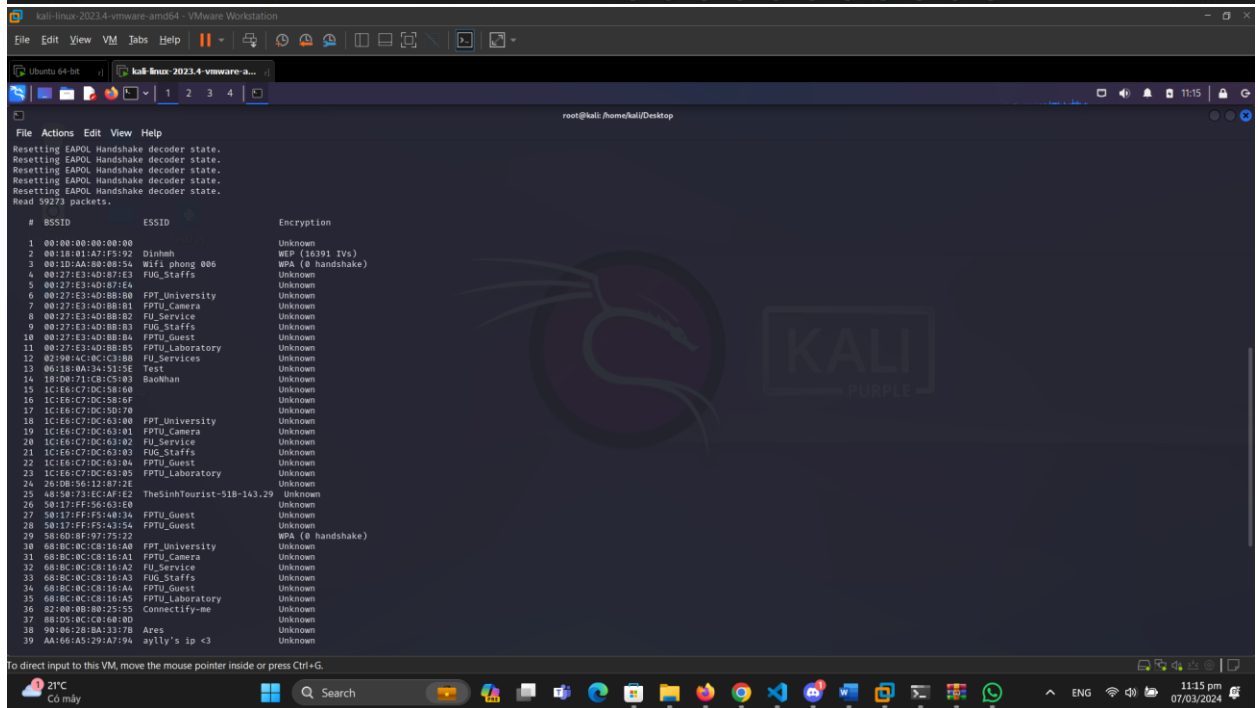 kali-linux-2023.4-vmware-amd64 - VMware Workstation
File Edit View VM Tabs Help
Ubuntu 64-bit kali-linux-2023.4-vmware-a...
1 2 3 4 11:15
root@kali: /home/kali/Desktop
File Actions Edit View Help
Resetting EAPOL Handshake decoder state.
Resetting EAPOL Handshake decoder state.
Resetting EAPOL Handshake decoder state.
Resetting EAPOL Handshake decoder state.
Resetting EAPOL Handshake decoder state.
Read 59273 packets.
# BSSID ESSID Encryption
1 00:00:00:00:00:00 Unknown
2 00:18:01:A7:F5:92 Dinhmh WEP (16391 IVs)
3 00:1D:AA:80:08:54 Wifi phong 006 WPA (0 handshake)
4 00:27:E3:4D:87:E3 FUG_Staffs Unknown
5 00:27:E3:4D:87:E4 Unknown
6 00:27:E3:4D:BB:B0 FPT_University Unknown
7 00:27:E3:4D:BB:B1 FPTU_Camera Unknown
8 00:27:E3:4D:BB:B2 FU_Service Unknown
9 00:27:E3:4D:BB:B3 FUG_Staffs Unknown
10 00:27:E3:4D:BB:B4 FPTU_Guest Unknown
11 00:27:E3:4D:BB:B5 FPTU_Laboratory Unknown
12 02:90:4C:0C:C3:B8 FU_Services Unknown
13 06:18:0A:34:51:5E Test Unknown
14 18:D0:71:CB:C5:03 BaoNhan Unknown
15 1C:E6:C7:DC:58:60 Unknown
16 1C:E6:C7:DC:58:6F Unknown
17 1C:E6:C7:DC:5D:70 Unknown
18 1C:E6:C7:DC:63:00 FPT_University Unknown
19 1C:E6:C7:DC:63:01 FPTU_Camera Unknown
20 1C:E6:C7:DC:63:02 FU_Service Unknown
21 1C:E6:C7:DC:63:03 FUG_Staffs Unknown
22 1C:E6:C7:DC:63:04 FPTU_Guest Unknown
23 1C:E6:C7:DC:63:05 FPTU_Laboratory Unknown
24 26:DB:56:12:87:2E Unknown
25 48:50:73:EC:AF:E2 TheSinhTourist-51B-143.29 Unknown
26 50:17:FF:56:63:E0 Unknown
27 50:17:FF:F5:40:34 FPTU_Guest Unknown
28 50:17:FF:F5:43:54 FPTU_Guest Unknown
29 58:6D:8F:97:75:22 WPA (0 handshake)
30 68:BC:0C:C8:16:A0 FPT_University Unknown
31 68:BC:0C:C8:16:A1 FPTU_Camera Unknown
32 68:BC:0C:C8:16:A2 FU_Service Unknown
33 68:BC:0C:C8:16:A3 FUG_Staffs Unknown
34 68:BC:0C:C8:16:A4 FPTU_Guest Unknown
35 68:BC:0C:C8:16:A5 FPTU_Laboratory Unknown
36 82:00:0B:80:25:55 Connectify-me Unknown
37 88:D5:0C:C0:60:0D Unknown
38 90:06:28:BA:33:7B Ares Unknown
39 AA:66:A5:29:A7:94 aylly's ip <3 Unknown
KALI
PURPLE
To direct input to this VM, move the mouse pointer inside or press Ctrl+G.
1 21°C
Có mây
Search
ENG
11:15 pm
07/03/2024